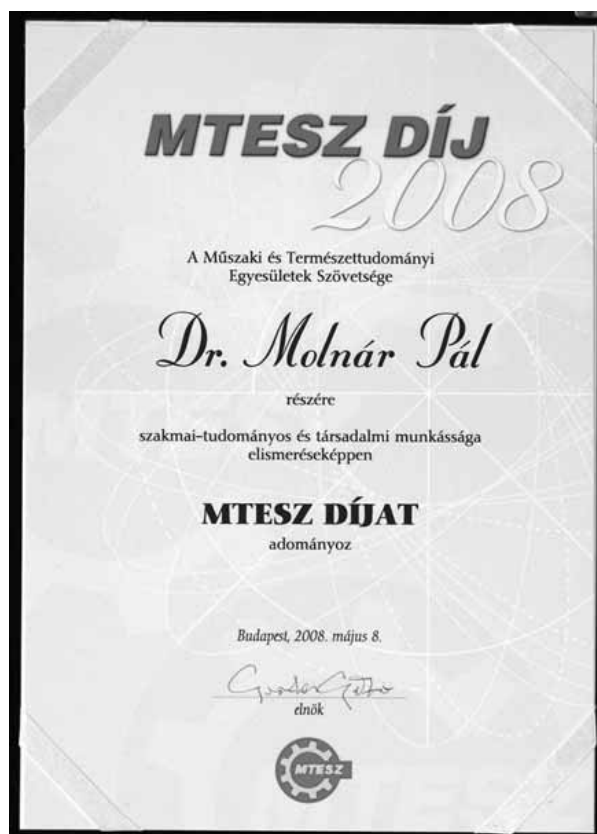 MTESZ DÍJ
2008
A Műszaki és Természettudományi
Egyesületek Szövetsége
Dr. Molnár Pál
részére
szakmai-tudományos és társadalmi munkássága
elismeréseképpen
MTESZ DÍJAT
adományoz
Budapest, 2008. május 8.
elnök
MTESZ